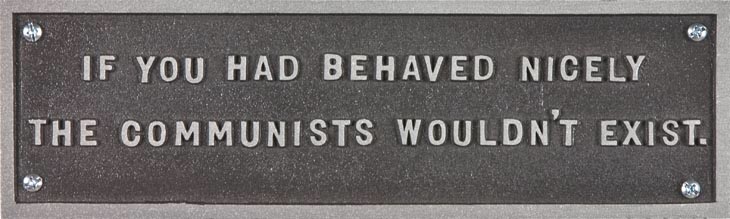 IF YOU HAD BEHAVED NICELY
THE COMMUNISTS WOULDN'T EXIST.